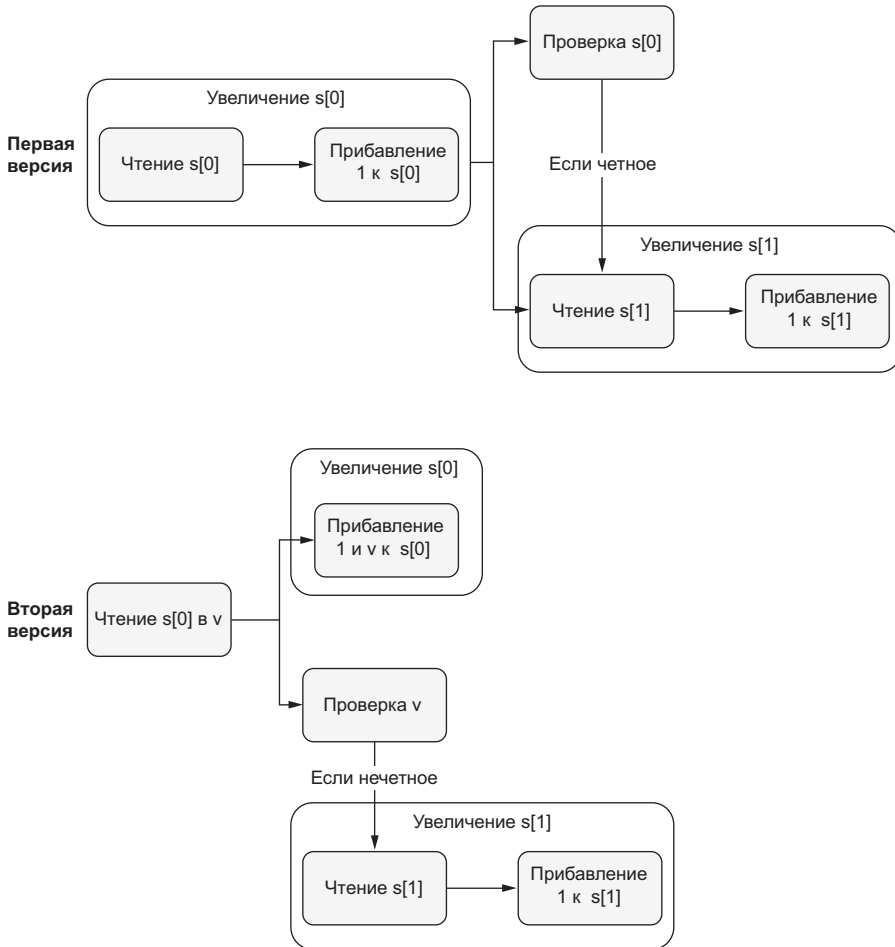 Проверка s[0]
Увеличение s[0]
Первая
версия
Чтение s[0]
Прибавление
1 к s[0]
Если четное
Увеличение s[1]
Чтение s[1]
Прибавление
1 к s[1]
Увеличение s[0]
Прибавление
1 и v к s[0]
Вторая
версия
Чтение s[0] в v
Проверка v
Если нечетное
Увеличение s[1]
Чтение s[1]
Прибавление
1 к s[1]